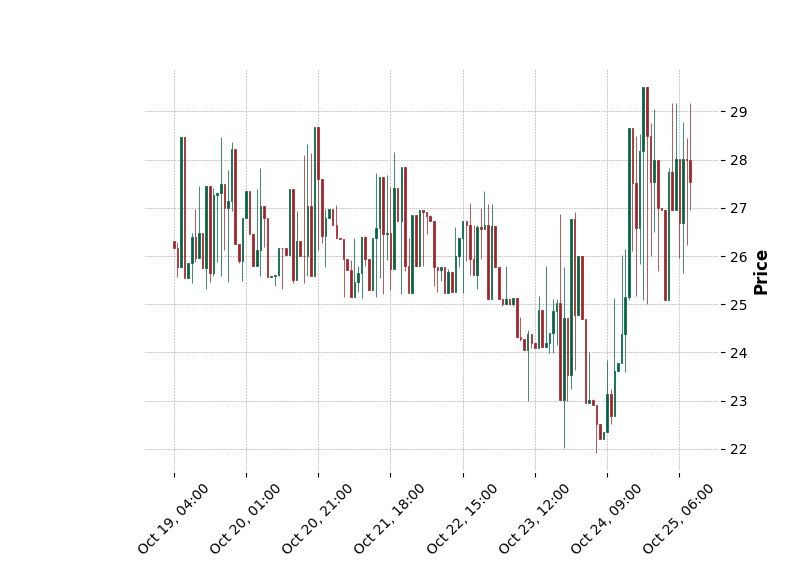 29
28
27
26
25
24
23
22
Price
Oct 19, 04:00
Oct 20, 01:00
Oct 20, 21:00
Oct 21, 18:00
Oct 22, 15:00
Oct 23, 12:00
Oct 24, 09:00
Oct 25, 06:00